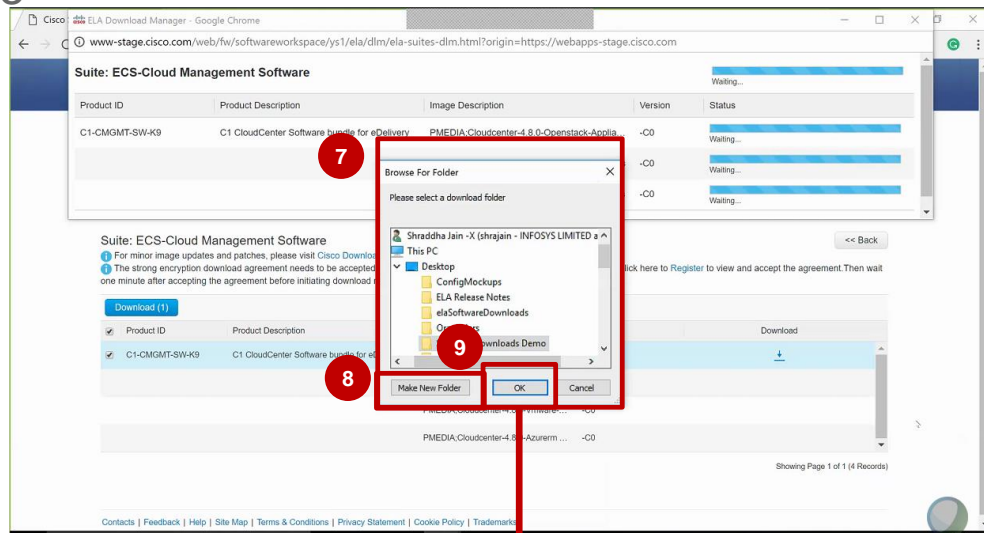 Cisco
ELA Download Manager - Google Chrome
www-stage.cisco.com/web/fw/softwareworkspace/ys1/ela/dlm/ela-suites-dlm.html?origin=https://webapps-stage.cisco.com
Suite: ECS-Cloud Management Software
Waiting...
Product ID Product Description Image Description Version Status
C1-CMGMT-SW-K9 C1 CloudCenter Software bundle for eDelivery PMEDIA:Cloudcenter-4.8.0-Openstack-Applia... -C0
Waiting...
7
-C0
Waiting...
-C0
Waiting...
Browse For Folder
Please select a download folder
Shraddha Jain -X (shrajain - INFOSYS LIMITED a
This PC
Desktop
ConfigMockups
ELA Release Notes
elaSoftwareDownloads
wnloads Demo
9
Make New Folder OK Cancel
8
Suite: ECS-Cloud Management Software
<< Back
For minor image updates and patches, please visit Cisco Downloa
The strong encryption download agreement needs to be accepted lick here to Register to view and accept the agreement.Then wait
one minute after accepting the agreement before initiating download
Download (1)
Product ID Product Description Download
C1-CMGMT-SW-K9 C1 CloudCenter Software bundle for eD
-C0
PMEDIA:Cloudcenter-4.8.0-Azurerm ... -C0
Showing Page 1 of 1 (4 Records)
Contacts | Feedback | Help | Site Map | Terms & Conditions | Privacy Statement | Cookie Policy | Trademarks